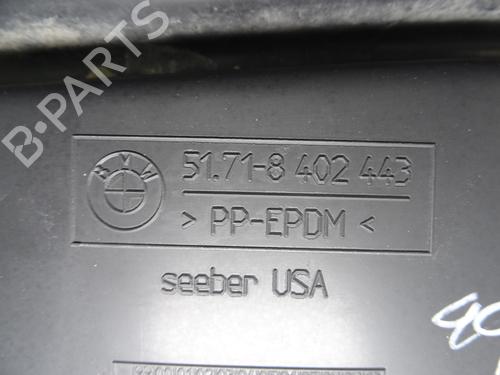 BMW
51.71-8 402 443
> PP-EPDM <
seeber USA
B-PARTS